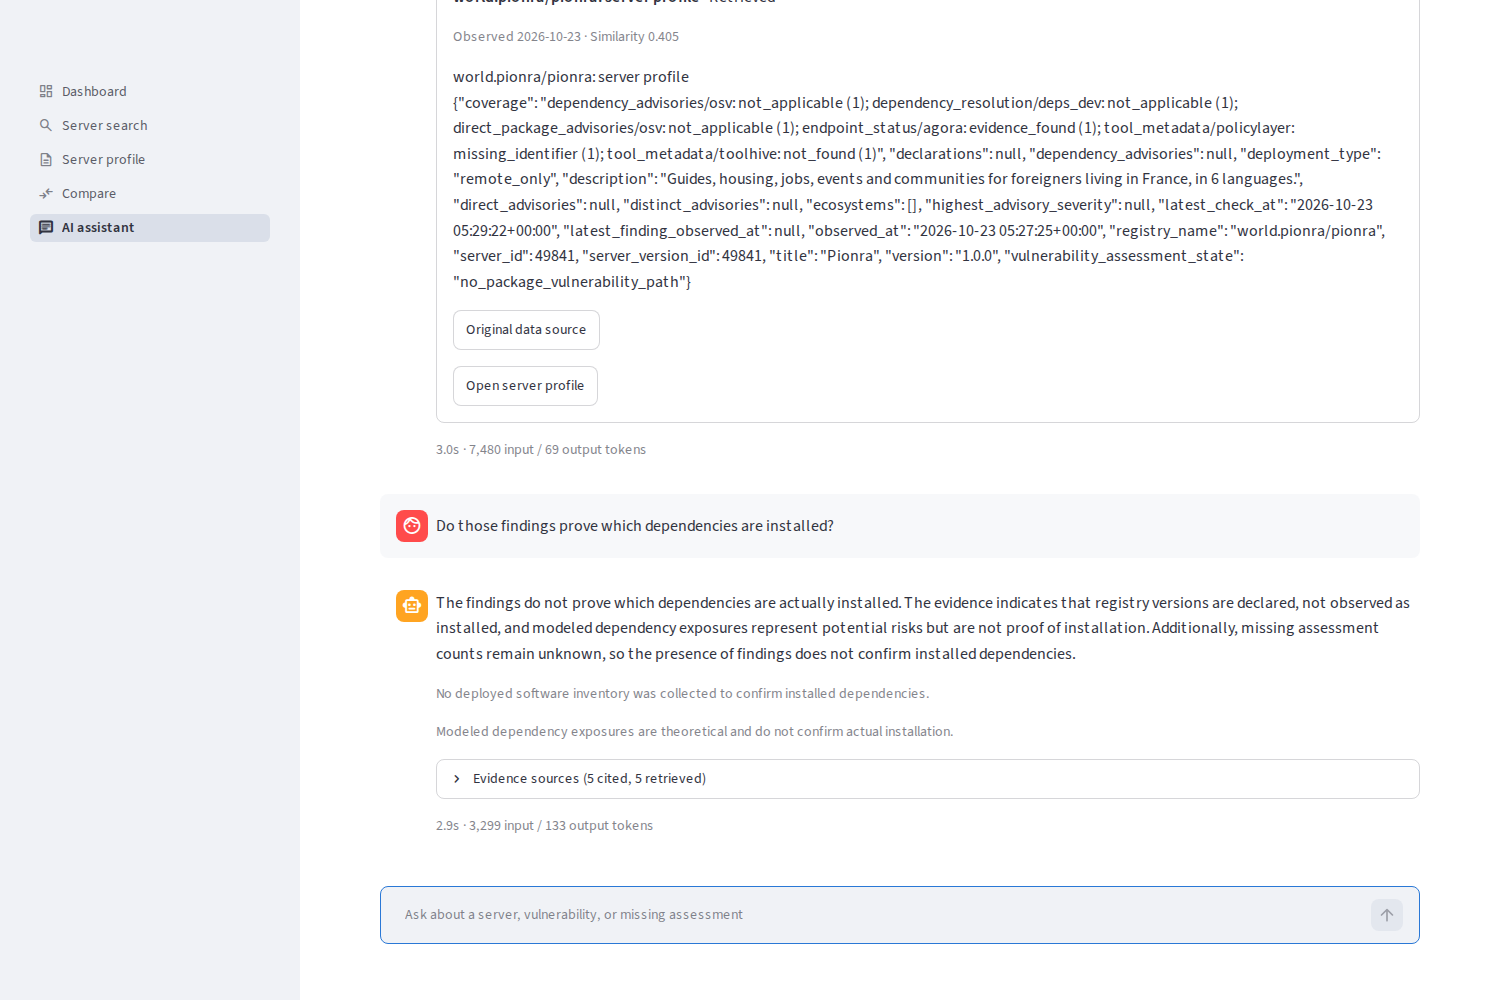 Dashboard
Server search
Server profile
Compare
AI assistant
world.pionra/pionra: server profile · Retrieved
Observed 2026-10-23 · Similarity 0.405
world.pionra/pionra: server profile
{"coverage": "dependency_advisories/osv: not_applicable (1); dependency_resolution/deps_dev: not_applicable (1);
direct_package_advisories/osv: not_applicable (1); endpoint_status/agora: evidence_found (1); tool_metadata/policylayer:
missing_identifier (1); tool_metadata/toolhive: not_found (1)", "declarations": null, "dependency_advisories": null, "deployment_type":
"remote_only", "description": "Guides, housing, jobs, events and communities for foreigners living in France, in 6 languages.",
"direct_advisories": null, "distinct_advisories": null, "ecosystems": [], "highest_advisory_severity": null, "latest_check_at": "2026-10-23
05:29:22+00:00", "latest_finding_observed_at": null, "observed_at": "2026-10-23 05:27:25+00:00", "registry_name": "world.pionra/pionra",
"server_id": 49841, "server_version_id": 49841, "title": "Pionra", "version": "1.0.0", "vulnerability_assessment_state":
"no_package_vulnerability_path"}
Original data source
Open server profile
3.0s · 7,480 input / 69 output tokens
Do those findings prove which dependencies are installed?
The findings do not prove which dependencies are actually installed. The evidence indicates that registry versions are declared, not observed as
installed, and modeled dependency exposures represent potential risks but are not proof of installation. Additionally, missing assessment
counts remain unknown, so the presence of findings does not confirm installed dependencies.
No deployed software inventory was collected to confirm installed dependencies.
Modeled dependency exposures are theoretical and do not confirm actual installation.
Evidence sources (5 cited, 5 retrieved)
2.9s · 3,299 input / 133 output tokens
Ask about a server, vulnerability, or missing assessment